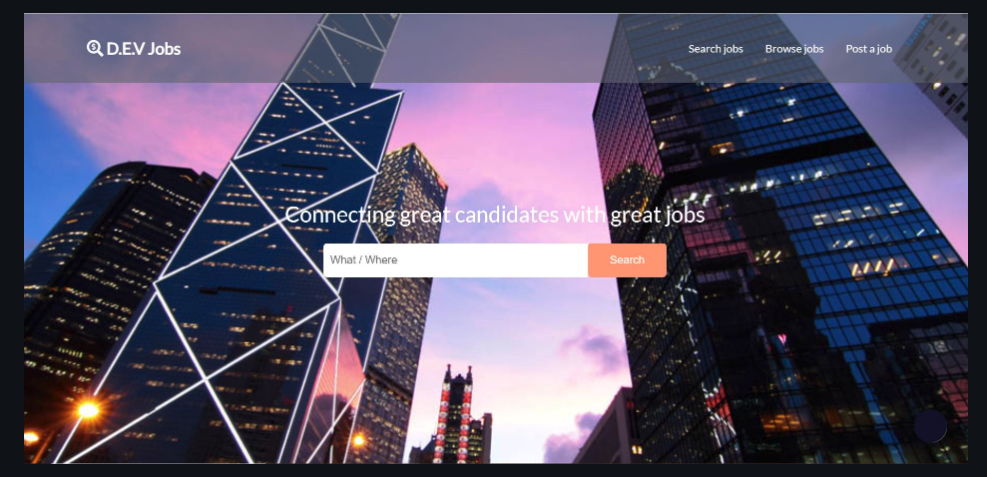 D.E.V Jobs
Search jobs Browse jobs Post a job
Connecting great candidates with great jobs
What / Where Search